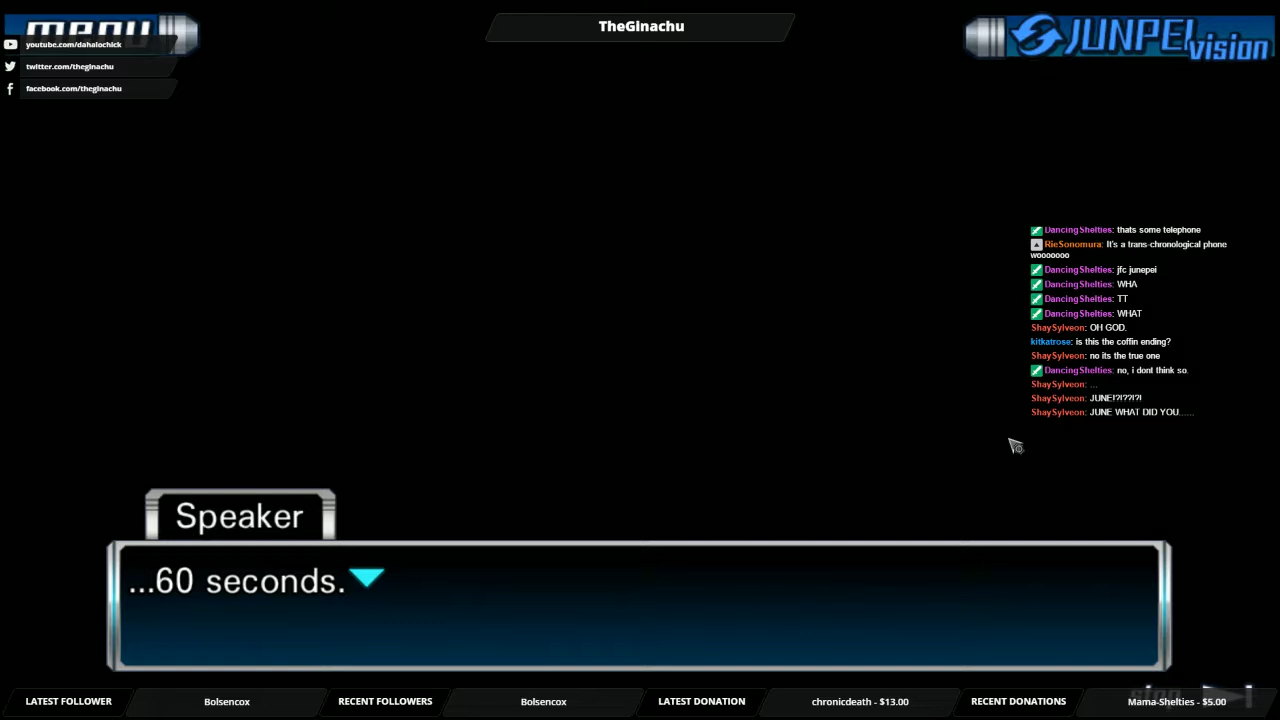 MENU
TheGinachu
JUNPEI vision
youtube.com/dahalochick
twitter.com/theginachu
facebook.com/theginachu
DancingShelties: thats some telephone
RieSonomura: It's a trans-chronological phone
wooooooo
DancingShelties: jfc junepei
DancingShelties: WHA
DancingShelties: TT
DancingShelties: WHAT
ShaySylveon: OH GOD.
kitkatrose: is this the coffin ending?
ShaySylveon: no its the true one
DancingShelties: no, i dont think so.
ShaySylveon: ...
ShaySylveon: JUNE!?!??!?!
ShaySylveon: JUNE WHAT DID YOU......
Speaker
...60 seconds.
LATEST FOLLOWER
Bolsencox
RECENT FOLLOWERS
Bolsencox
LATEST DONATION
chronicdeath - $13.00
RECENT DONATIONS
Mama-Shelties - $5.00